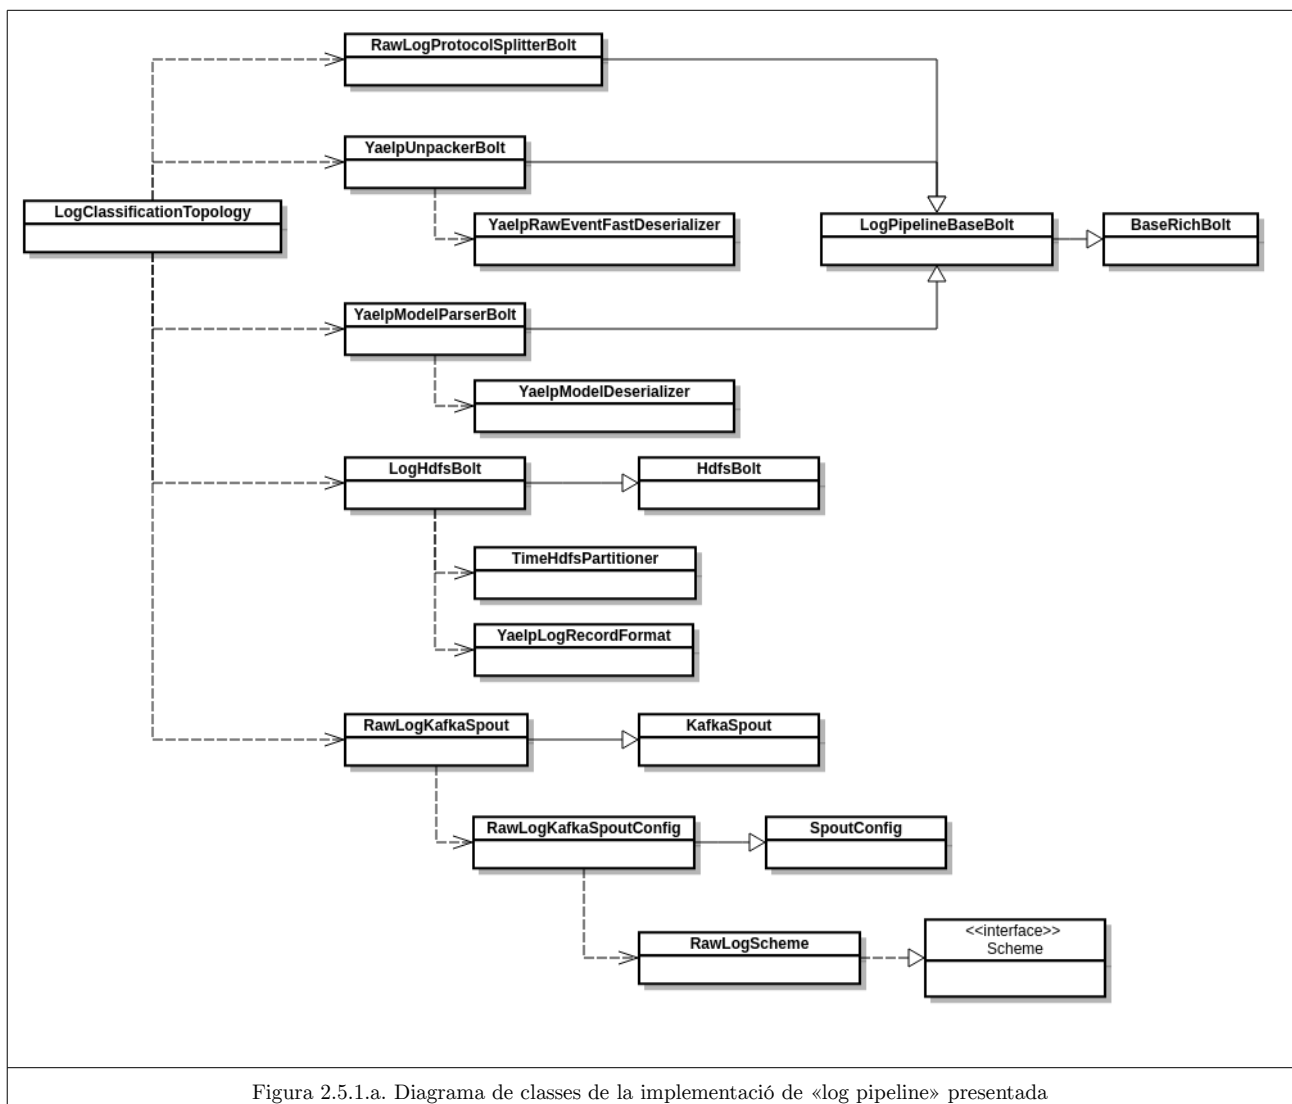 RawLogProtocolSplitterBolt
YaelpUnpackerBolt
LogClassificationTopology
YaelpRawEventFastDeserializer
LogPipelineBaseBolt
BaseRichBolt
YaelpModelParserBolt
YaelpModelDeserializer
LogHdfsBolt
HdfsBolt
TimeHdfsPartitioner
YaelpLogRecordFormat
RawLogKafkaSpout
KafkaSpout
RawLogKafkaSpoutConfig
SpoutConfig
RawLogScheme
<<interface>>
Scheme
Figura 2.5.1.a. Diagrama de classes de la implementació de «log pipeline» presentada